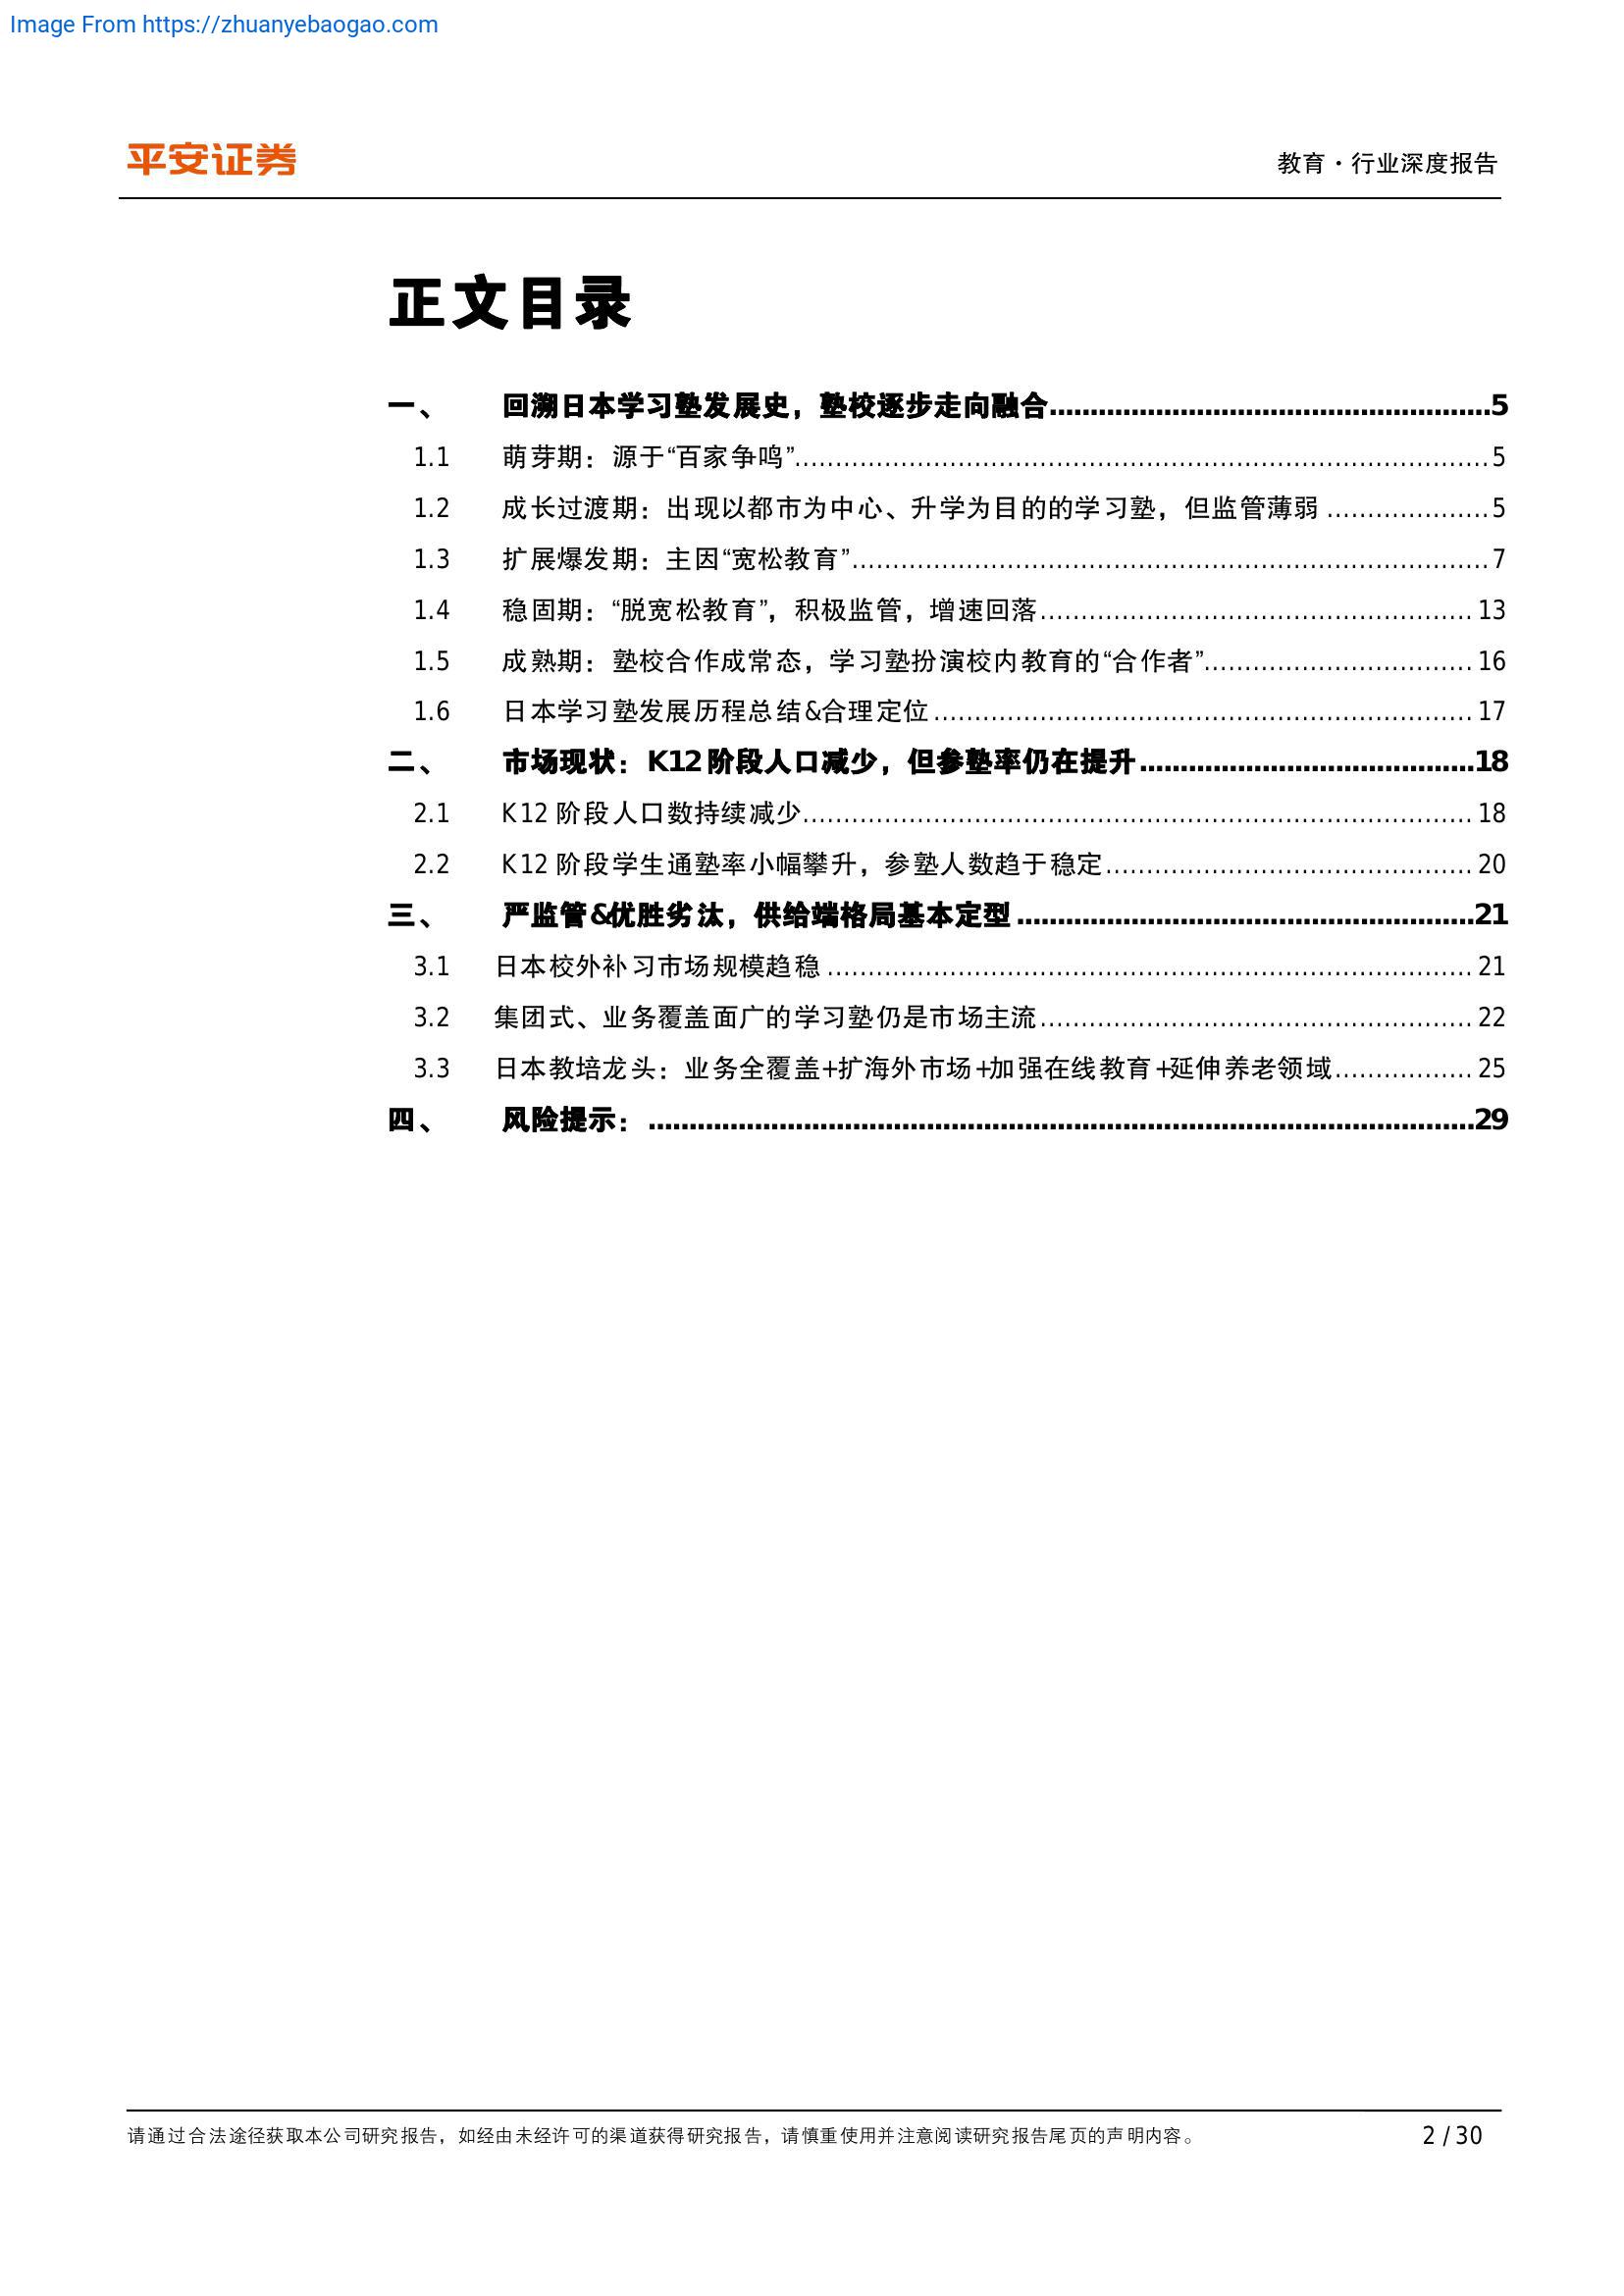 Image From https://zhuanyebaogao.com
平安证券
教育·行业深度报告
正文目录
一、 回溯日本学习塾发展史，塾校逐步走向融合 5
1.1 萌芽期：源于“百家争鸣” 5
1.2 成长过渡期：出现以都市为中心、升学为目的的学习塾，但监管薄弱 5
1.3 扩展爆发期：主因“宽松教育” 7
1.4 稳固期：“脱宽松教育”，积极监管，增速回落 13
1.5 成熟期：塾校合作成常态，学习塾扮演校内教育的“合作者” 16
1.6 日本学习塾发展历程总结&合理定位 17
二、 市场现状：K12 阶段人口减少，但参塾率仍在提升 18
2.1 K12 阶段人口数持续减少 18
2.2 K12 阶段学生通塾率小幅攀升，参塾人数趋于稳定 20
三、 严监管&优胜劣汰，供给端格局基本定型 21
3.1 日本校外补习市场规模趋稳 21
3.2 集团式、业务覆盖面广的学习塾仍是市场主流 22
3.3 日本教培龙头：业务全覆盖+扩海外市场+加强在线教育+延伸养老领域 25
四、 风险提示： 29
请通过合法途径获取本公司研究报告，如经由未经许可的渠道获得研究报告，请慎重使用并注意阅读研究报告尾页的声明内容。
2 / 30